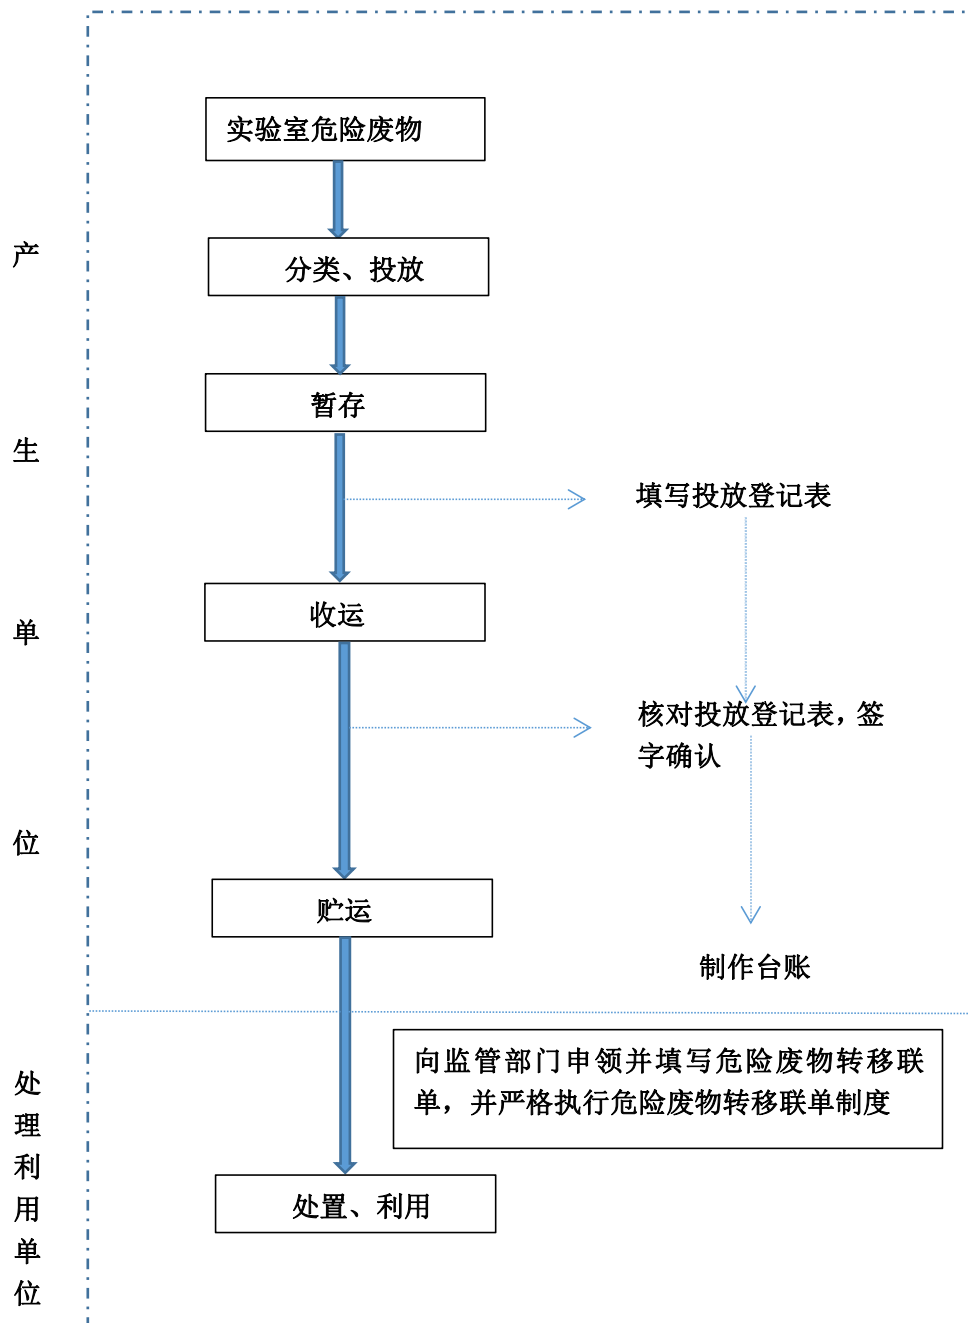 实验室危险废物
分类、投放
暂存
填写投放登记表
收运
核对投放登记表，签
字确认
贮运
制作台账
产
生
单
位
向监管部门申领并填写危险废物转移联
单，并严格执行危险废物转移联单制度
处置、利用
处
理
利
用
单
位